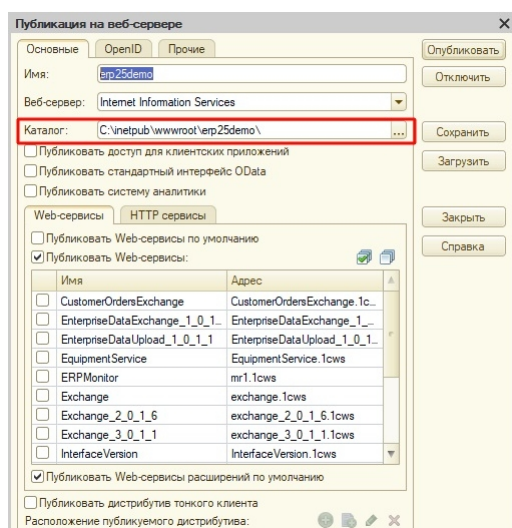 Публикация на веб-сервере
Основные OpenID Прочие
Опубликовать
Имя: erp25demo
Отключить
Веб-сервер: Internet Information Services
Каталог: C:\inetpub\wwwroot\erp25demo\ ...
Сохранить
Публиковать доступ для клиентских приложений
Загрузить
Публиковать стандартный интерфейс OData
Публиковать систему аналитики
Web-сервисы HTTP сервисы
Закрыть
Публиковать Web-сервисы по умолчанию
Справка
Публиковать Web-сервисы:
Имя Адрес
CustomerOrdersExchange CustomerOrdersExchange.1c...
EnterpriseDataExchange_1_0_1... EnterpriseDataExchange_1_...
EnterpriseDataUpload_1_0_1_1 EnterpriseDataUpload_1_0_1...
EquipmentService EquipmentService.1cws
ERPMonitor mr1.1cws
Exchange exchange.1cws
Exchange_2_0_1_6 exchange_2_0_1_6.1cws
Exchange_3_0_1_1 exchange_3_0_1_1.1cws
InterfaceVersion InterfaceVersion.1cws
Публиковать Web-сервисы расширений по умолчанию
Публиковать дистрибутив тонкого клиента
Расположение публикуемого дистрибутива: